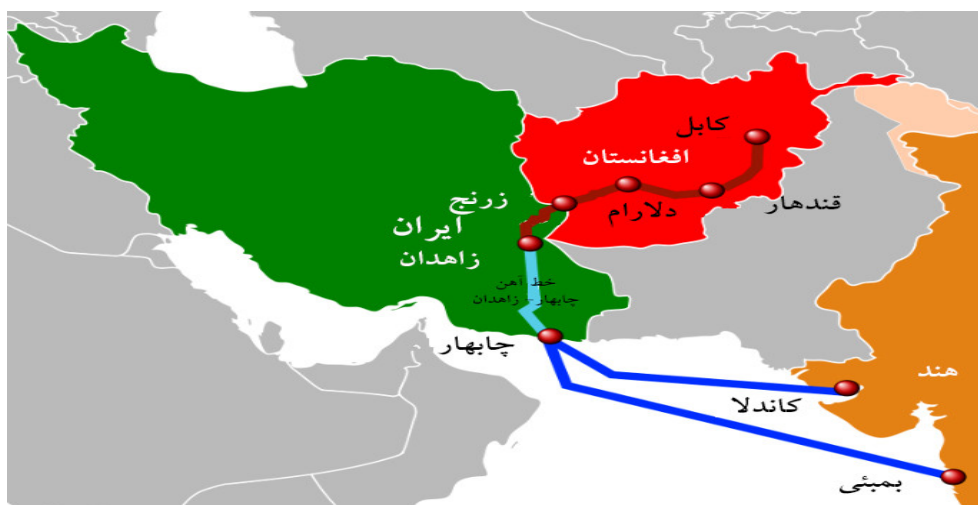 کابل
افغانستان
قندهار
دلارام
زرنج
ایران
زاهدان
خط آهن
چابهار- زاهدان
چابهار
هند
کاندلا
بمبئی